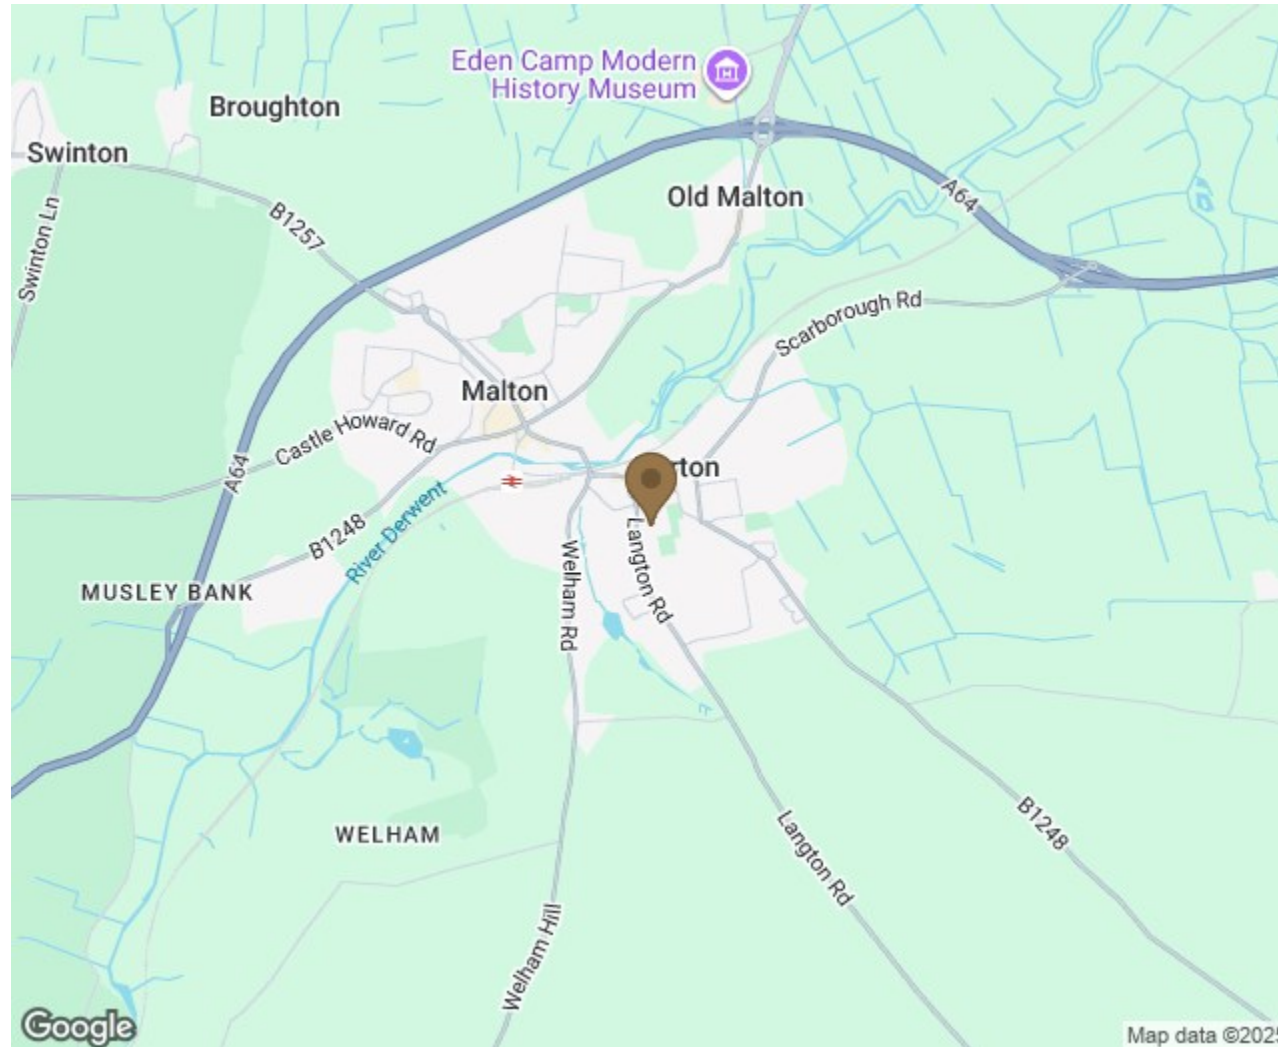 Eden Camp Modern
History Museum
Broughton
Swinton
Old Malton
A64
B1257
Swinton Ln
Scarborough Rd
Malton
Castle Howard Rd
A64
rton
B1248
River Derwent
Langton Rd
Welham Rd
MUSLEY BANK
WELHAM
Langton Rd
B1248
Welham Hill
Google
Map data ©2025